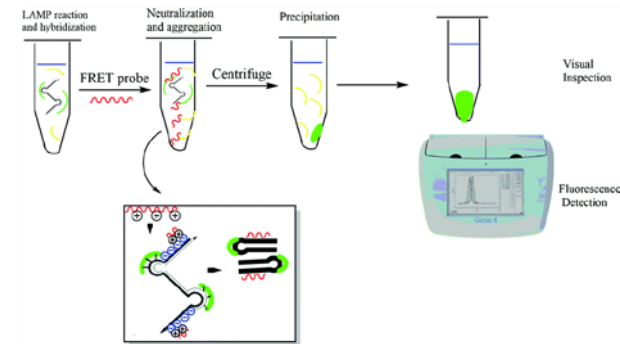 LAMP reaction
and hybridization
Neutralization
and aggregation
Precipitation
FRET probe
Centrifuge
Visual
Inspection
Fluorescence
Detection